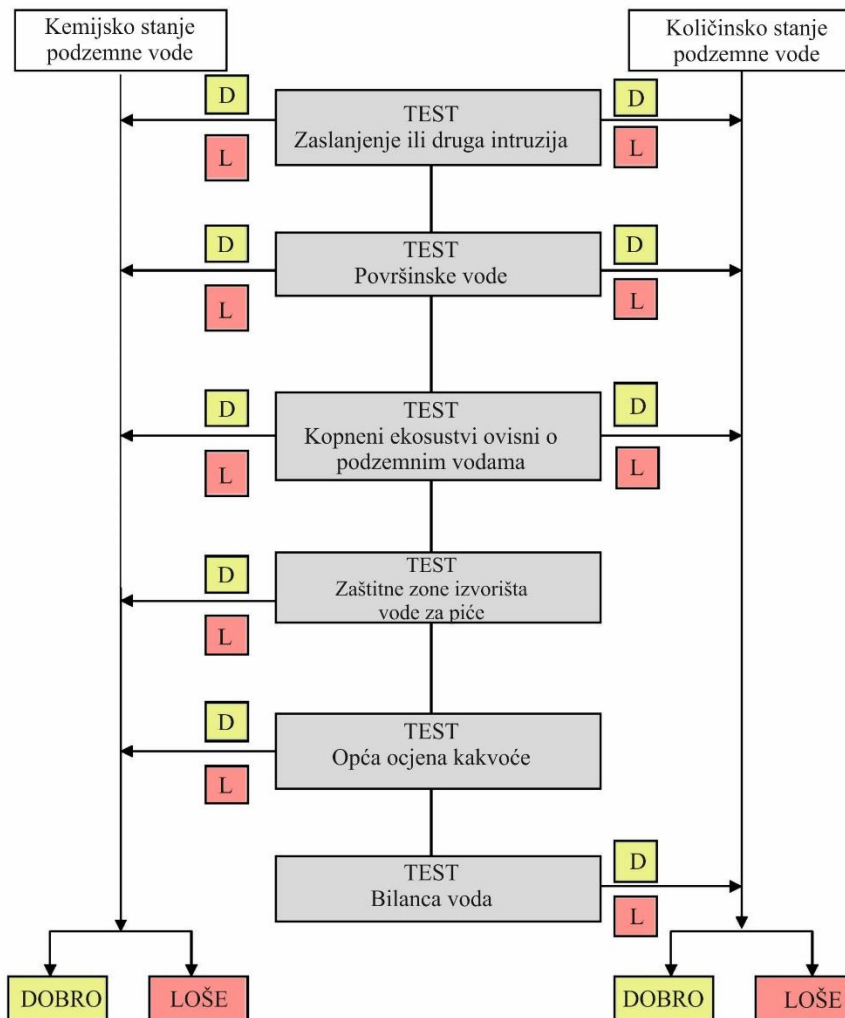 Kemijsko stanje
podzemne vode
Količinsko stanje
podzemne vode
D
L
TEST
Zaslanjenje ili druga intruzija
D
L
D
L
TEST
Površinske vode
D
L
D
L
TEST
Kopneni ekosustvi ovisni o
podzemnim vodama
D
L
D
L
TEST
Zaštitne zone izvorišta
vode za piće
D
L
TEST
Opća ocjena kakvoće
TEST
Bilanca voda
D
L
DOBRO
LOŠE
DOBRO
LOŠE